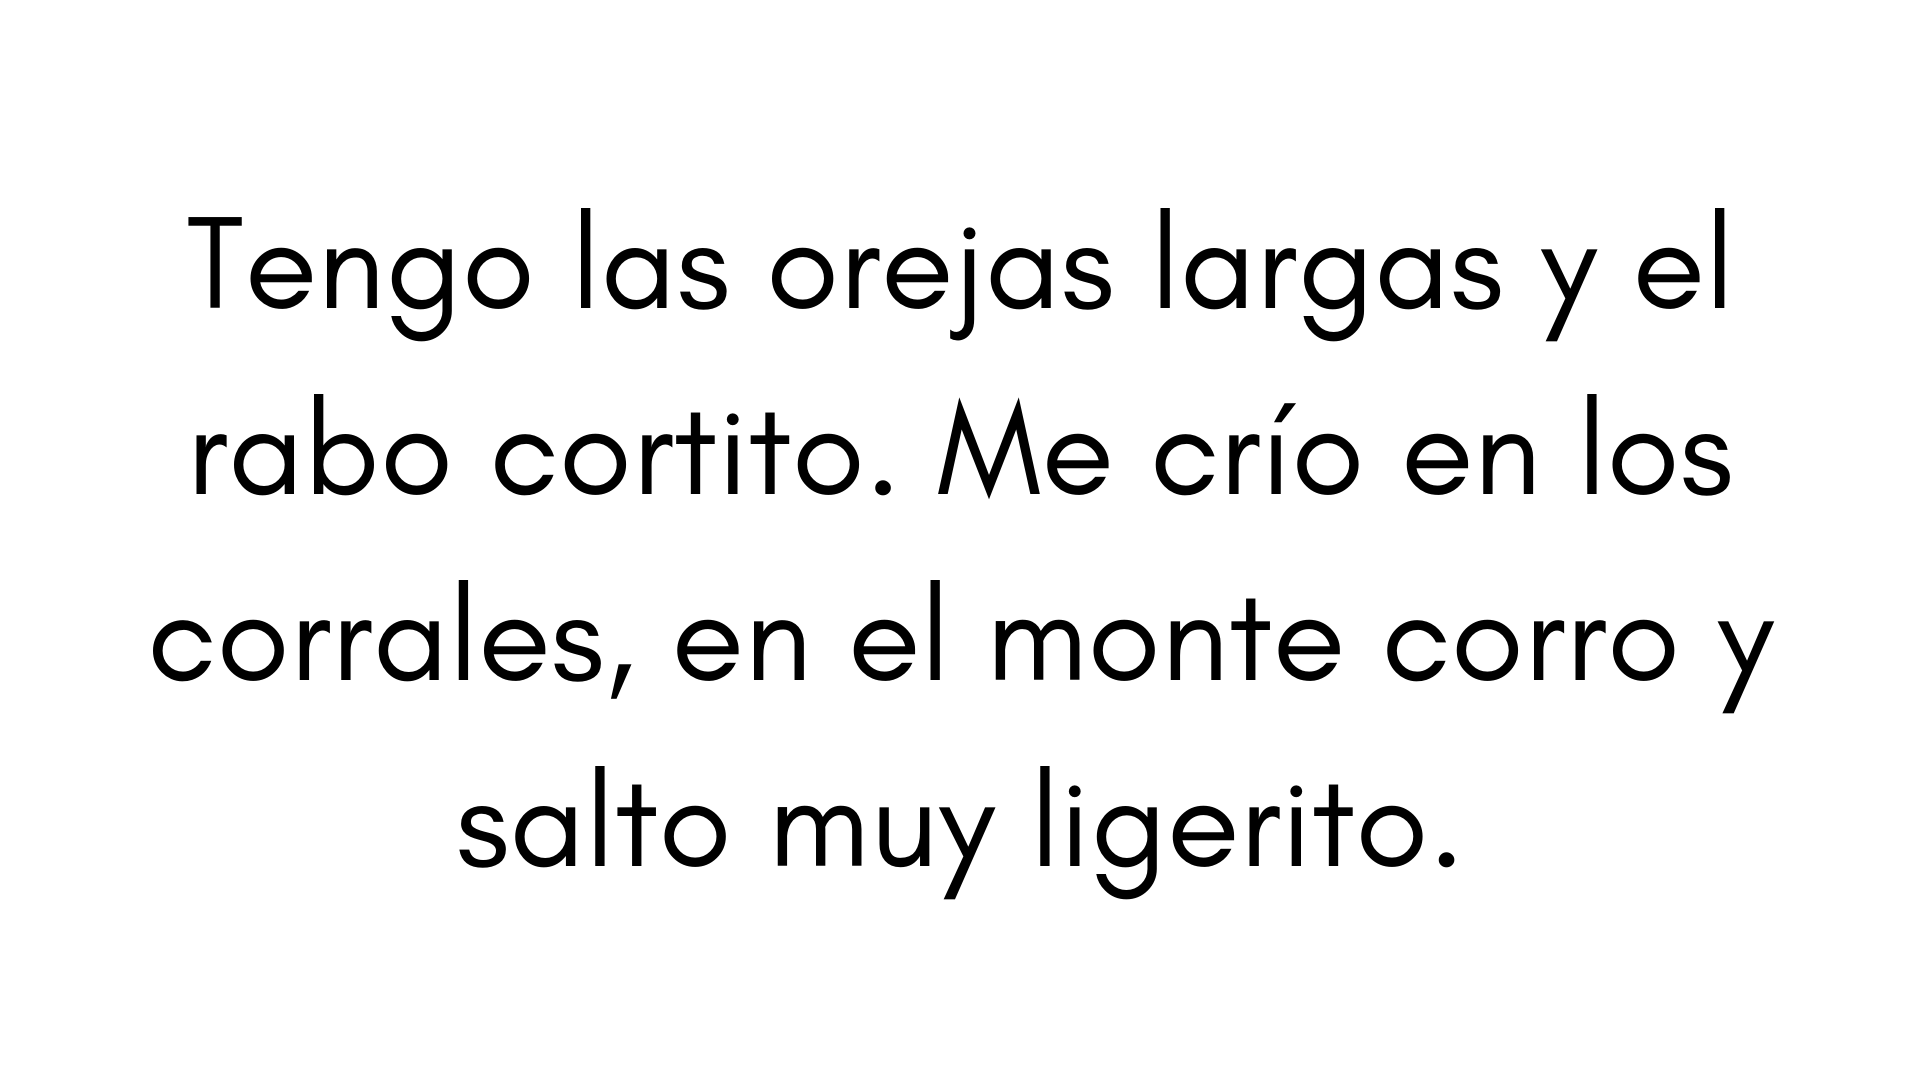 Tengo las orejas largas y el
rabo cortito. Me crío en los
corrales, en el monte corro y
salto muy ligerito.